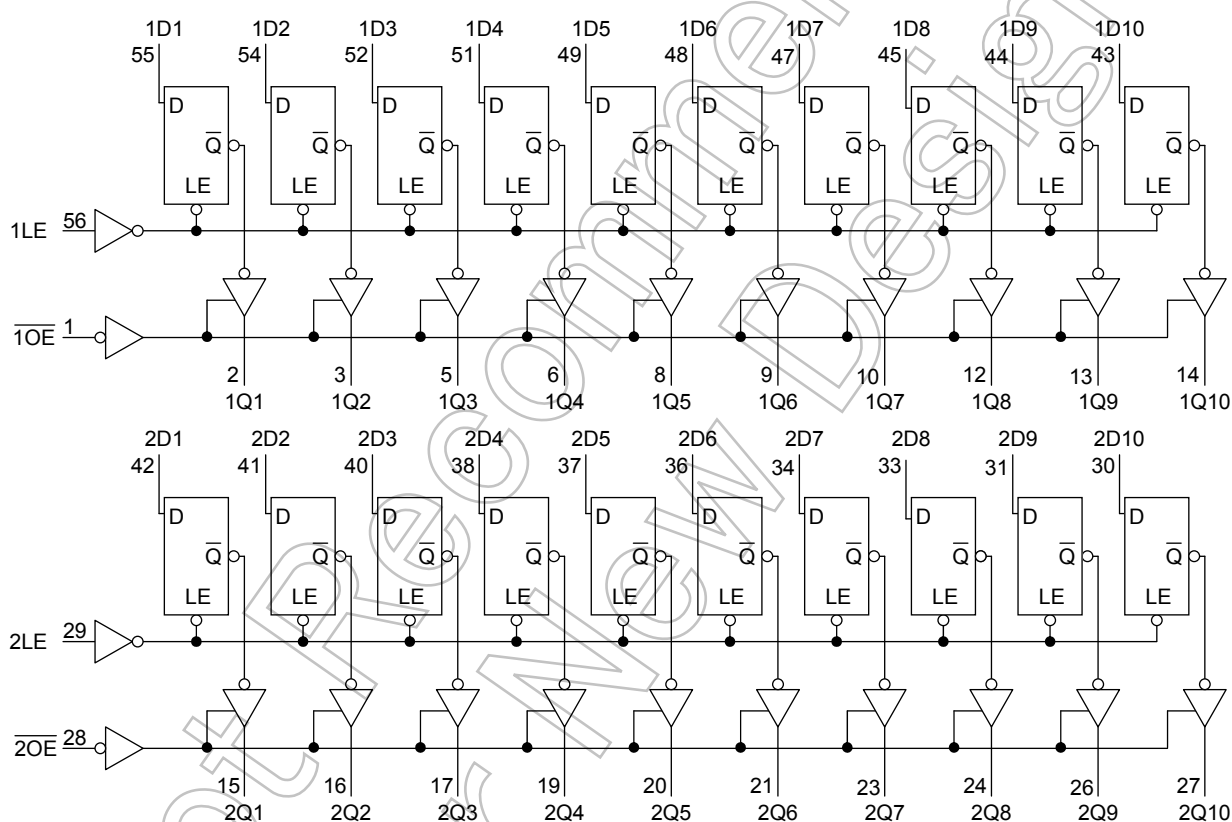 1D1 1D2 1D3 1D4 1D5 1D6 1D7 1D8 1D9 1D10
55 54 52 51 49 48 47 45 44 43
D D D D D D D D D D
Q̅ Q̅ Q̅ Q̅ Q̅ Q̅ Q̅ Q̅ Q̅ Q̅
LE LE LE LE LE LE LE LE LE LE
1LE 56
1̅O̅E̅ 1
2 3 5 6 8 9 10 12 13 14
1Q1 1Q2 1Q3 1Q4 1Q5 1Q6 1Q7 1Q8 1Q9 1Q10
2D1 2D2 2D3 2D4 2D5 2D6 2D7 2D8 2D9 2D10
42 41 40 38 37 36 34 33 31 30
D D D D D D D D D D
Q̅ Q̅ Q̅ Q̅ Q̅ Q̅ Q̅ Q̅ Q̅ Q̅
LE LE LE LE LE LE LE LE LE LE
2LE 29
2̅O̅E̅ 28
15 16 17 19 20 21 23 24 26 27
2Q1 2Q2 2Q3 2Q4 2Q5 2Q6 2Q7 2Q8 2Q9 2Q10
New